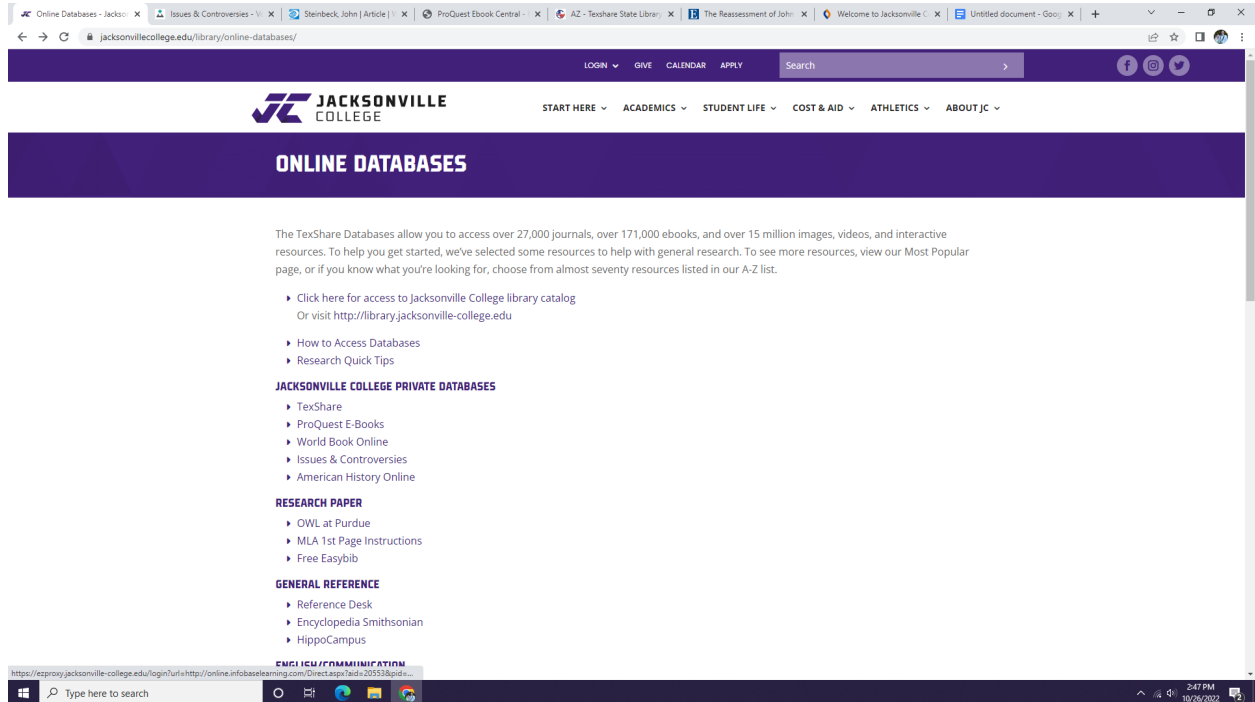 Online Databases - Jackson
Issues & Controversies - V
Steinbeck, John | Article | V
ProQuest Ebook Central -
AZ - Texshare State Library
The Reassessment of John
Welcome to Jacksonville C
Untitled document - Goog
jacksonvillecollege.edu/library/online-databases/
LOGIN GIVE CALENDAR APPLY Search
JACKSONVILLE
COLLEGE
START HERE ACADEMICS STUDENT LIFE COST & AID ATHLETICS ABOUT JC
ONLINE DATABASES
The TexShare Databases allow you to access over 27,000 journals, over 171,000 ebooks, and over 15 million images, videos, and interactive
resources. To help you get started, we've selected some resources to help with general research. To see more resources, view our Most Popular
page, or if you know what you're looking for, choose from almost seventy resources listed in our A-Z list.
Click here for access to Jacksonville College library catalog
Or visit http://library.jacksonville-college.edu
How to Access Databases
Research Quick Tips
JACKSONVILLE COLLEGE PRIVATE DATABASES
TexShare
ProQuest E-Books
World Book Online
Issues & Controversies
American History Online
RESEARCH PAPER
OWL at Purdue
MLA 1st Page Instructions
Free Easybib
GENERAL REFERENCE
Reference Desk
Encyclopedia Smithsonian
HippoCampus
ENGLISH/COMMUNICATION
https://ezproxy.jacksonville-college.edu/login?url=http://online.infobaselearning.com/Direct.aspx?aid=20553&pid=...
Type here to search
2:47 PM
10/26/2022
2